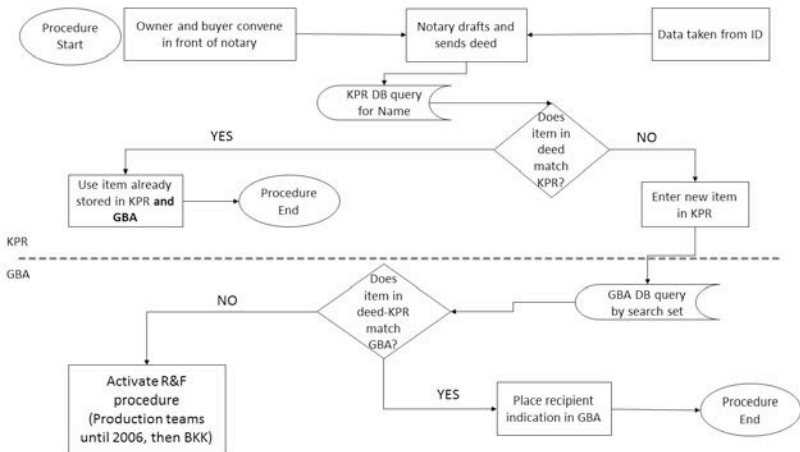 Procedure
Start
Owner and buyer convene
in front of notary
Notary drafts and
sends deed
Data taken from ID
KPR DB query
for Name
Does
item in
deed
match
KPR?
YES
NO
Use item already
stored in KPR and
GBA
Procedure
End
Enter new item
in KPR
KPR
GBA
GBA DB query
by search set
Does
item in
deed-KPR
match
GBA?
NO
YES
Activate R&F
procedure
(Production teams
until 2006, then BKK)
Place recipient
indication in GBA
Procedure
End